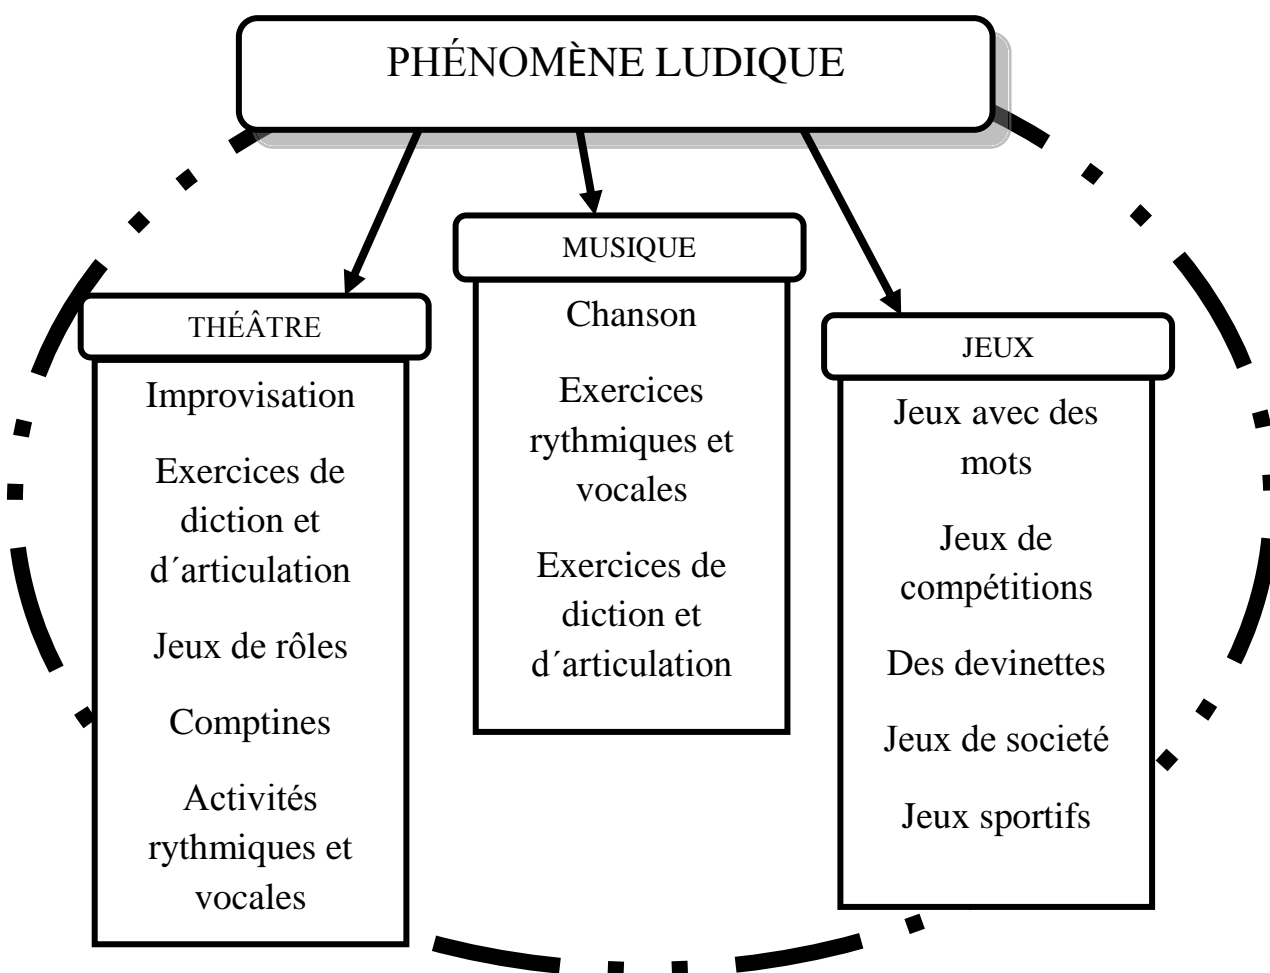 PHÉNOMÈNE LUDIQUE
THÉÂTRE
Improvisation
Exercices de
diction et
d´articulation
Jeux de rôles
Comptines
Activités
rythmiques et
vocales
MUSIQUE
Chanson
Exercices
rythmiques et
vocales
Exercices de
diction et
d´articulation
JEUX
Jeux avec des
mots
Jeux de
compétitions
Des devinettes
Jeux de societé
Jeux sportifs